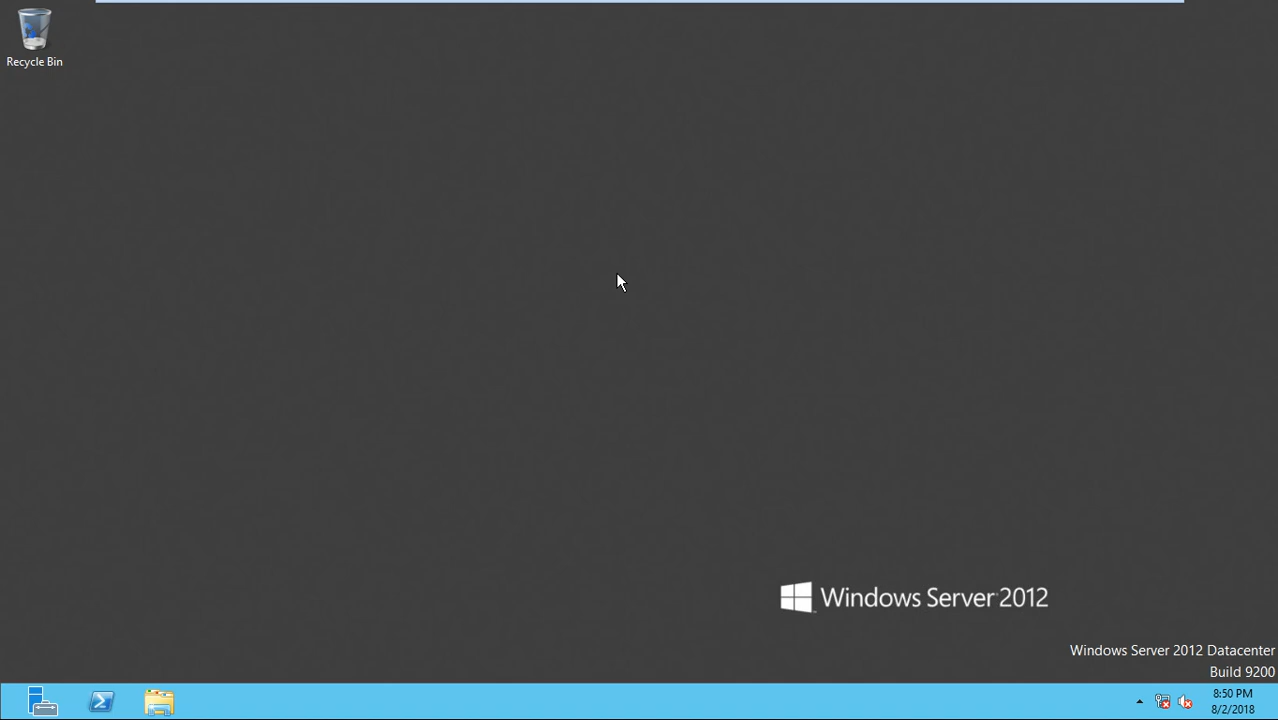 Recycle Bin
Windows Server 2012
Windows Server 2012 Datacenter
Build 9200
8:50 PM
8/2/2018